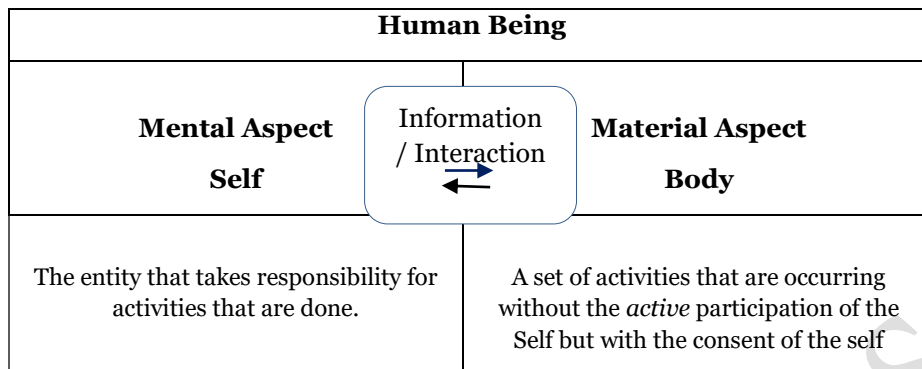 Human Being
Mental Aspect
Self
Information
/ Interaction
Material Aspect
Body
The entity that takes responsibility for
activities that are done.
A set of activities that are occurring
without the active participation of the
Self but with the consent of the self